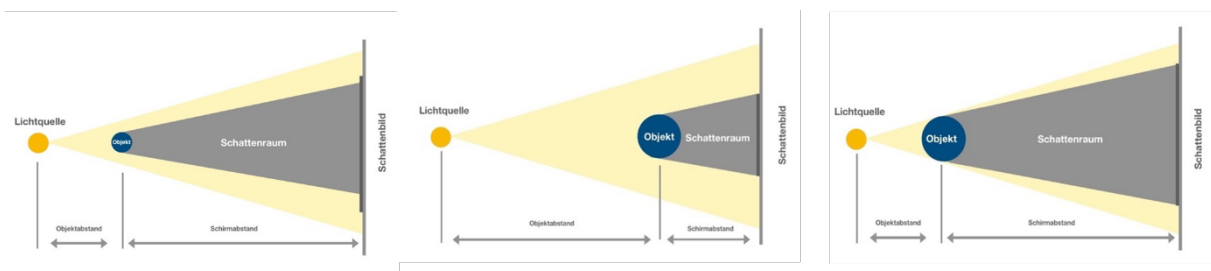 Lichtquelle
Objekt
Schattenraum
Schattenbild
Objektabstand
Schirmabstand
Lichtquelle
Objekt
Schattenraum
Schattenbild
Objektabstand
Schirmabstand
Lichtquelle
Objekt
Schattenraum
Schattenbild
Objektabstand
Schirmabstand